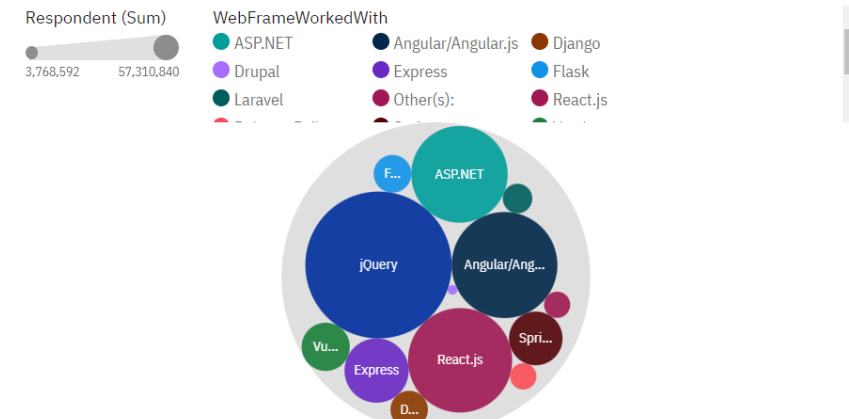 Respondent (Sum)
3,768,592 57,310,840
WebFrameWorkedWith
ASP.NET Angular/Angular.js Django
Drupal Express Flask
Laravel Other(s): React.js
F... ASP.NET
jQuery Angular/Ang...
Vu... Express React.js Spri...
D...